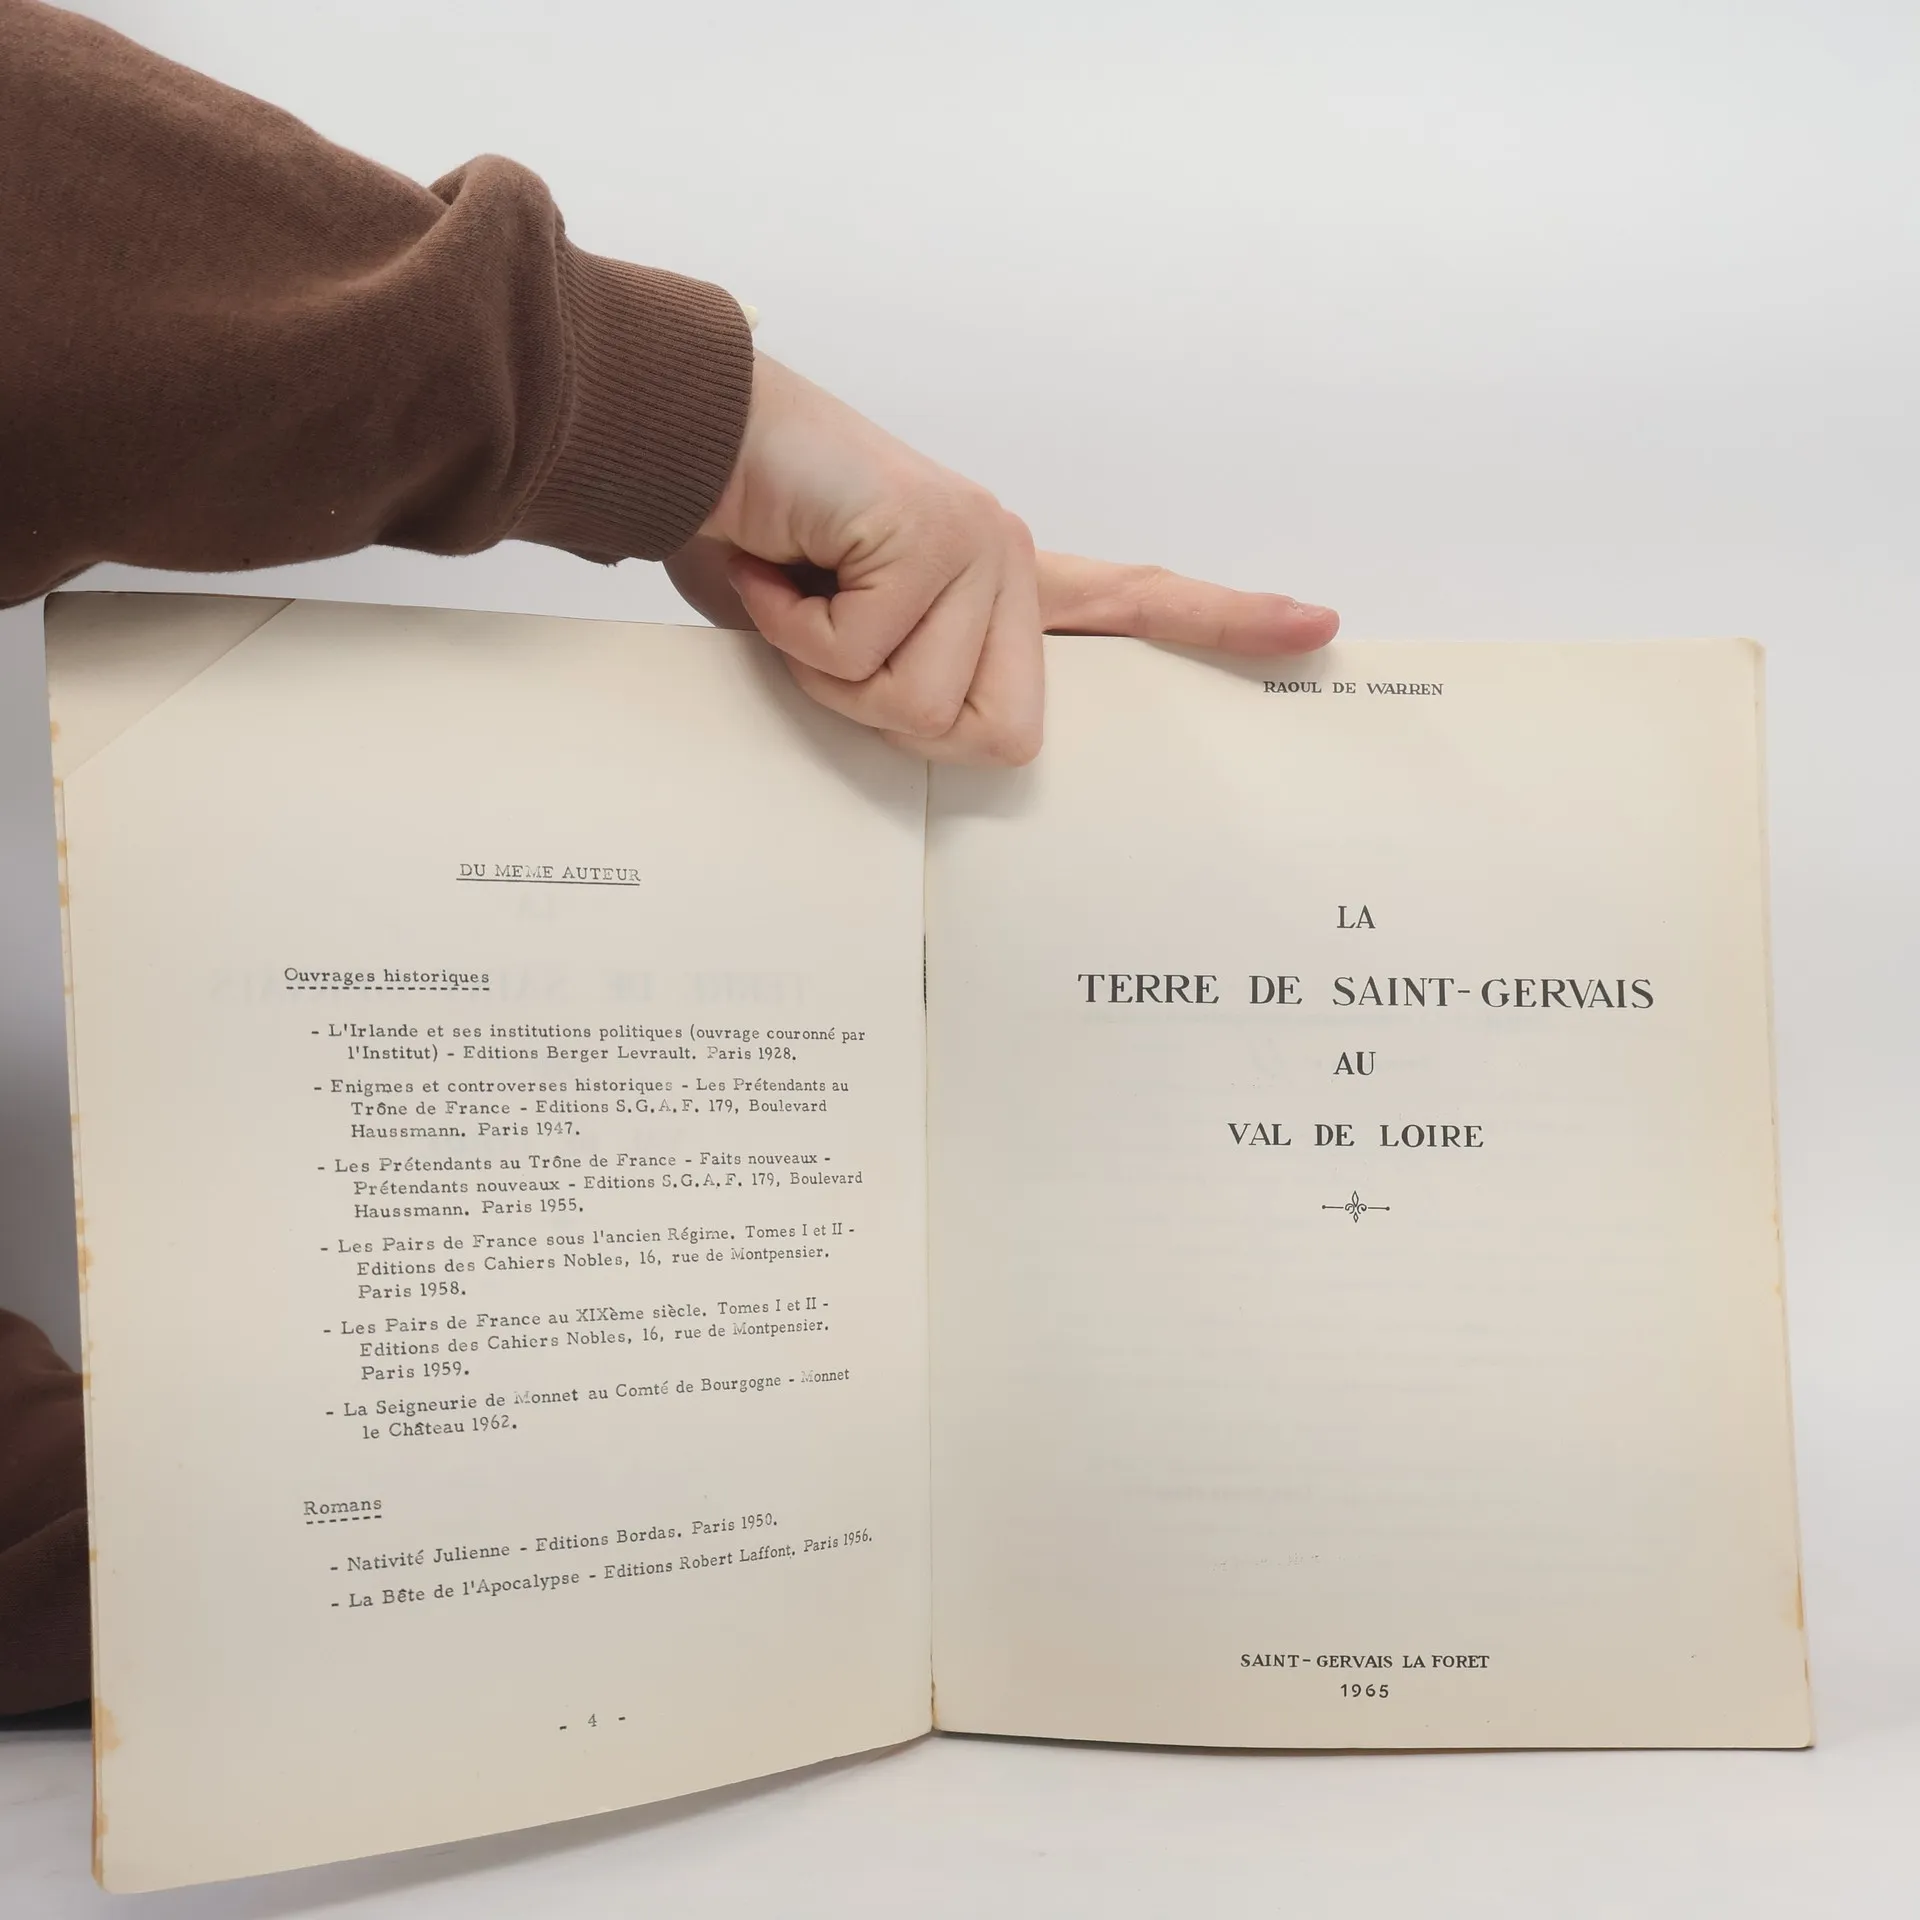 DU MEME AUTEUR
Ouvrages historiques
- L'Irlande et ses institutions politiques (ouvrage couronné par
l'Institut) - Editions Berger Levrault. Paris 1928.
- Enigmes et controverses historiques - Les Prétendants au
Trône de France - Editions S.G.A.F. 179, Boulevard
Haussmann. Paris 1947.
- Les Prétendants au Trône de France - Faits nouveaux -
Prétendants nouveaux - Editions S.G.A.F. 179, Boulevard
Haussmann. Paris 1955.
- Les Pairs de France sous l'ancien Régime. Tomes I et II -
Editions des Cahiers Nobles, 16, rue de Montpensier.
Paris 1958.
- Les Pairs de France au XIXème siècle. Tomes I et II -
Editions des Cahiers Nobles, 16, rue de Montpensier.
Paris 1959.
- La Seigneurie de Monnet au Comté de Bourgogne - Monnet
le Château 1962.
Romans
- Nativité Julienne - Editions Bordas. Paris 1950.
- La Bête de l'Apocalypse - Editions Robert Laffont. Paris 1956.
- 4 -
RAOUL DE WARREN
LA
TERRE DE SAINT-GERVAIS
AU
VAL DE LOIRE
SAINT-GERVAIS LA FORET
1965